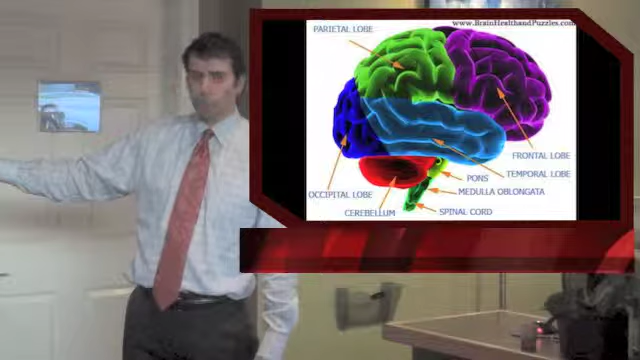 www.BrainHealthandPuzzles.com
PARIETAL LOBE
FRONTAL LOBE
TEMPORAL LOBE
PONS
OCCIPITAL LOBE
MEDULLA OBLONGATA
CEREBELLUM
SPINAL CORD